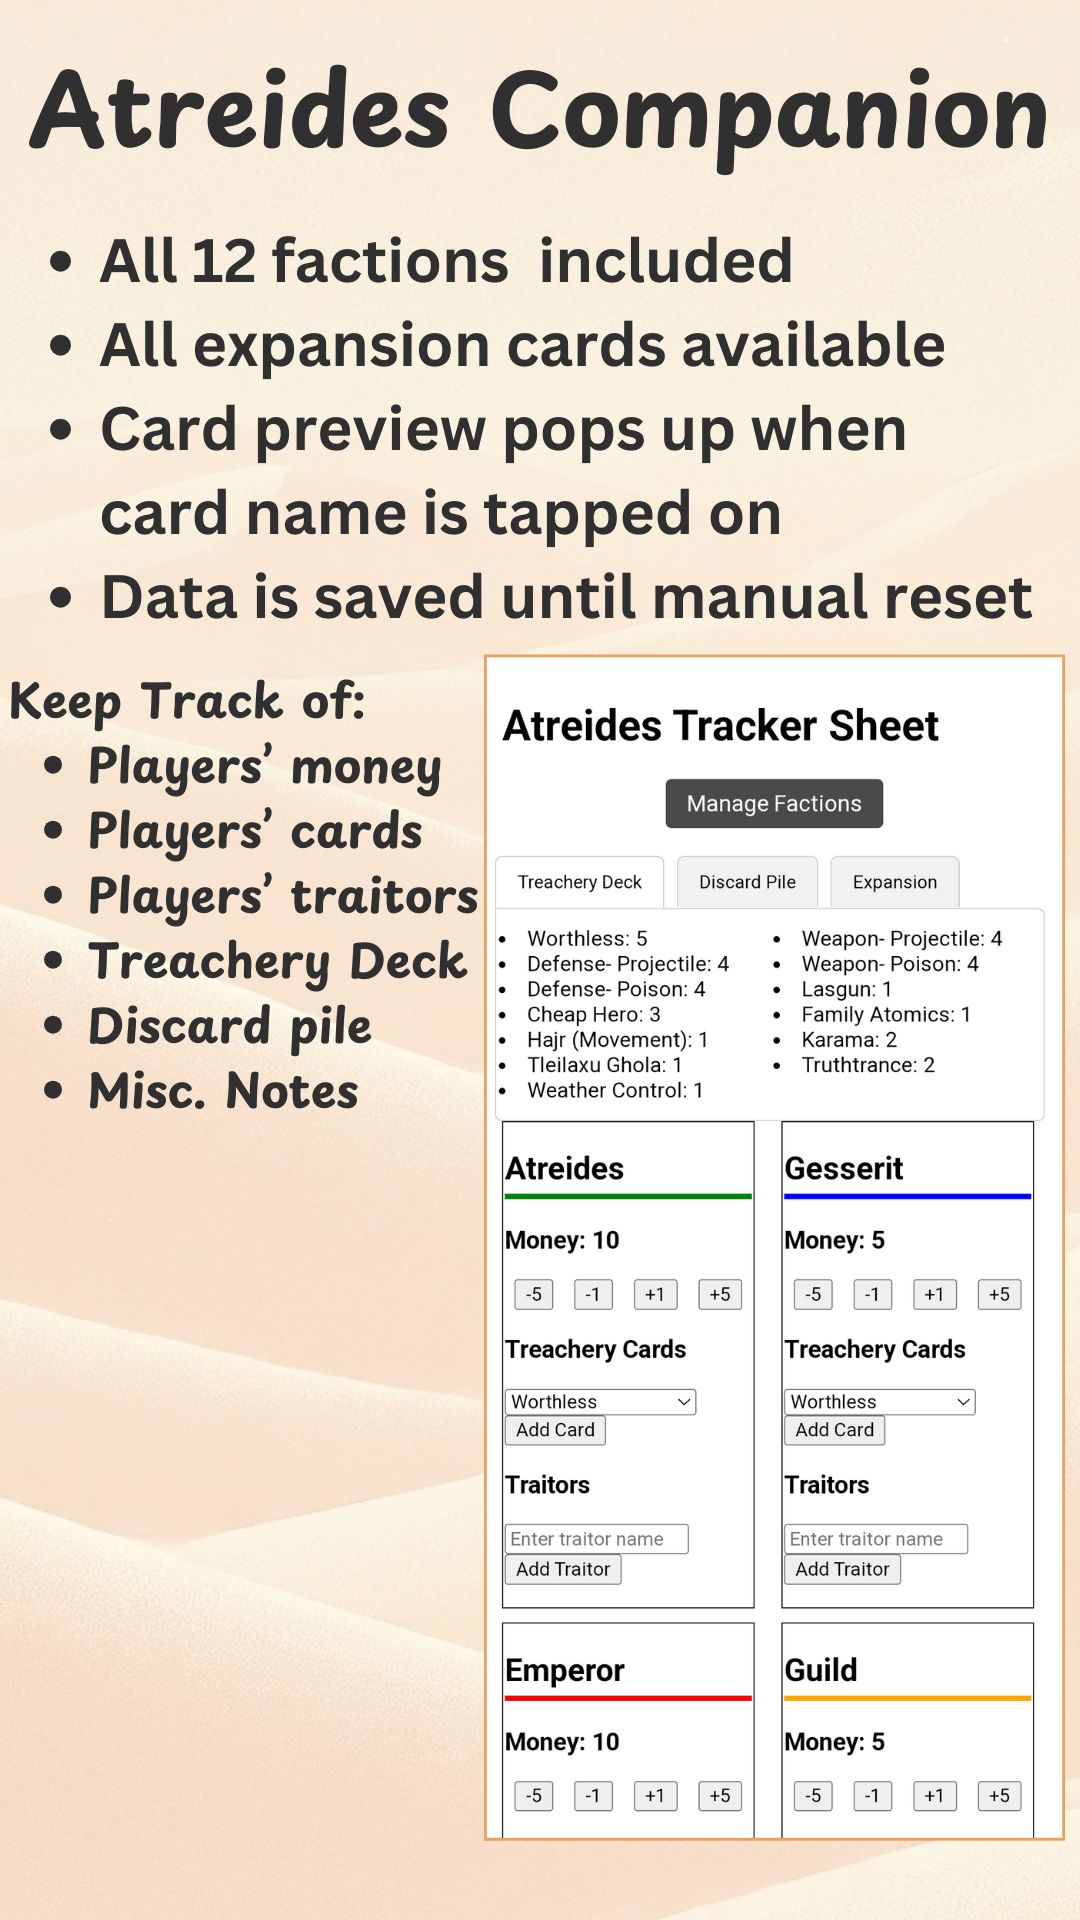 Atreides Companion
• All 12 factions included
• All expansion cards available
• Card preview pops up when
card name is tapped on
• Data is saved until manual reset
Keep Track of:
• Players’ money
• Players’ cards
• Players’ traitors
• Treachery Deck
• Discard pile
• Misc. Notes
Atreides Tracker Sheet
Manage Factions
Treachery Deck Discard Pile Expansion
• Worthless: 5
• Defense- Projectile: 4
• Defense- Poison: 4
• Cheap Hero: 3
• Hajr (Movement): 1
• Tleilaxu Ghola: 1
• Weather Control: 1
• Weapon- Projectile: 4
• Weapon- Poison: 4
• Lasgun: 1
• Family Atomics: 1
• Karama: 2
• Truthtrance: 2
Atreides
Money: 10
-5 -1 +1 +5
Treachery Cards
Worthless
Add Card
Traitors
Enter traitor name
Add Traitor
Gesserit
Money: 5
-5 -1 +1 +5
Treachery Cards
Worthless
Add Card
Traitors
Enter traitor name
Add Traitor
Emperor
Money: 10
-5 -1 +1 +5
Guild
Money: 5
-5 -1 +1 +5